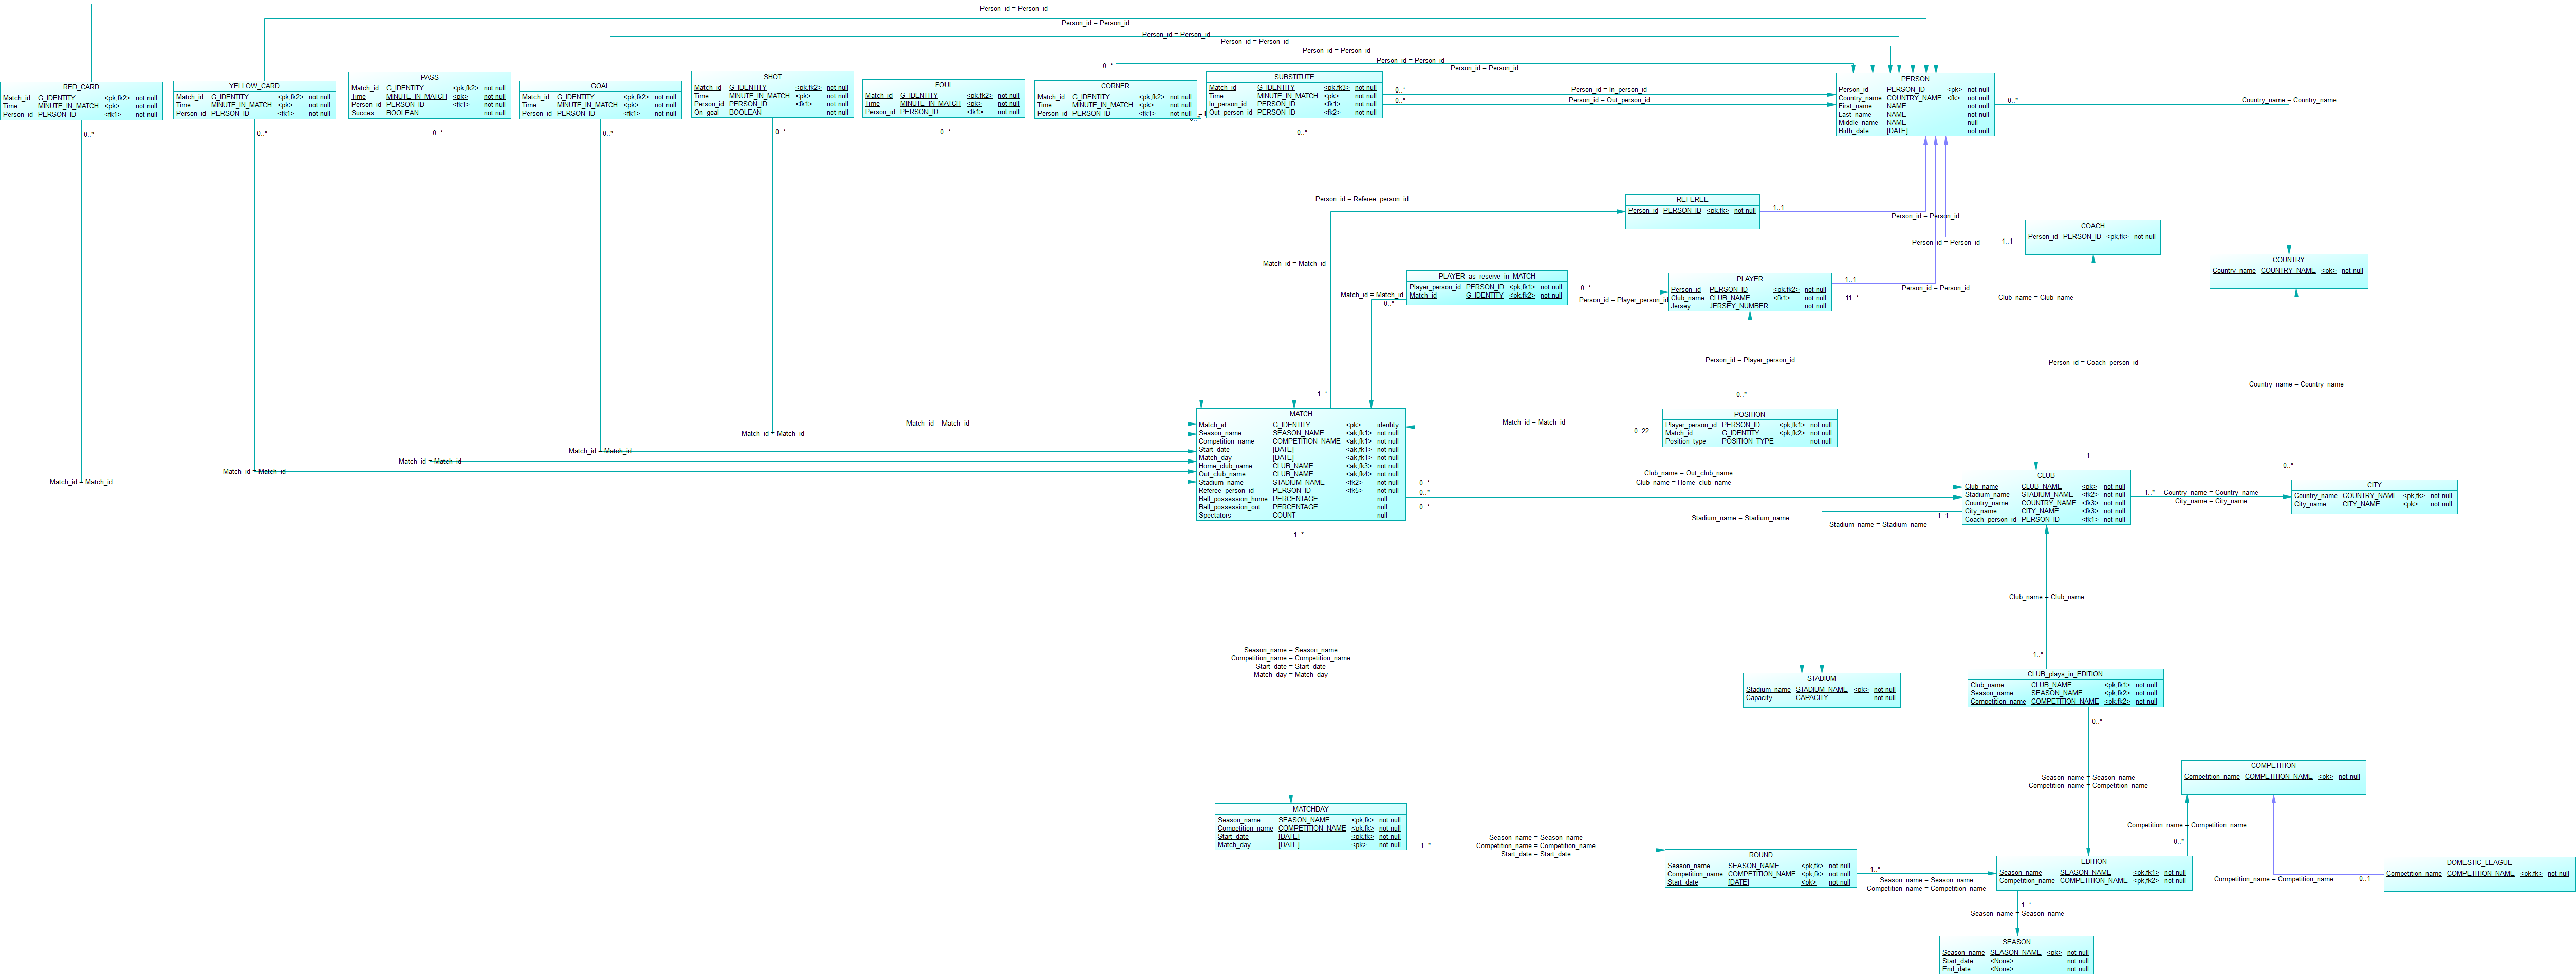 Person_id = Person_id
Person_id = Person_id
Person_id = Person_id
Person_id = Person_id
Person_id = Person_id
0..* Person_id = Person_id
Person_id = Person_id
RED_CARD
Match_id G_IDENTITY <pk,fk2> not null
Time MINUTE_IN_MATCH <pk> not null
Person_id PERSON_ID <fk1> not null
0..*
YELLOW_CARD
Match_id G_IDENTITY <pk,fk2> not null
Time MINUTE_IN_MATCH <pk> not null
Person_id PERSON_ID <fk1> not null
0..*
PASS
Match_id G_IDENTITY <pk,fk2> not null
Time MINUTE_IN_MATCH <pk> not null
Person_id PERSON_ID <fk1> not null
Succes BOOLEAN not null
0..*
GOAL
Match_id G_IDENTITY <pk,fk2> not null
Time MINUTE_IN_MATCH <pk> not null
Person_id PERSON_ID <fk1> not null
0..*
SHOT
Match_id G_IDENTITY <pk,fk2> not null
Time MINUTE_IN_MATCH <pk> not null
Person_id PERSON_ID <fk1> not null
On_goal BOOLEAN not null
0..*
FOUL
Match_id G_IDENTITY <pk,fk2> not null
Time MINUTE_IN_MATCH <pk> not null
Person_id PERSON_ID <fk1> not null
0..*
CORNER
Match_id G_IDENTITY <pk,fk2> not null
Time MINUTE_IN_MATCH <pk> not null
Person_id PERSON_ID <fk1> not null
SUBSTITUTE
Match_id G_IDENTITY <pk,fk3> not null
Time MINUTE_IN_MATCH <pk> not null
In_person_id PERSON_ID <fk1> not null
Out_person_id PERSON_ID <fk2> not null
0..*
0..* Person_id = In_person_id
0..* Person_id = Out_person_id
PERSON
Person_id PERSON_ID <pk> not null
Country_name COUNTRY_NAME <fk> not null
First_name NAME not null
Last_name NAME not null
Middle_name NAME null
Birth_date [DATE] not null
0..* Country_name = Country_name
Person_id = Referee_person_id
REFEREE
Person_id PERSON_ID <pk,fk> not null
1..1
Person_id = Person_id
COACH
Person_id PERSON_ID <pk,fk> not null
1..1
Person_id = Person_id
COUNTRY
Country_name COUNTRY_NAME <pk> not null
Match_id = Match_id
PLAYER_as_reserve_in_MATCH
Player_person_id PERSON_ID <pk,fk1> not null
Match_id G_IDENTITY <pk,fk2> not null
Match_id = Match_id
0..*
0..*
Person_id = Player_person_id
PLAYER
Person_id PERSON_ID <pk,fk2> not null
Club_name CLUB_NAME <fk1> not null
Jersey JERSEY_NUMBER not null
1..1
Person_id = Person_id
11..* Club_name = Club_name
Person_id = Player_person_id
Person_id = Coach_person_id
Country_name = Country_name
1..*
0..*
MATCH
Match_id G_IDENTITY <pk> identity
Season_name SEASON_NAME <ak,fk1> not null
Competition_name COMPETITION_NAME <ak,fk1> not null
Start_date [DATE] <ak,fk1> not null
Match_day [DATE] <ak,fk1> not null
Home_club_name CLUB_NAME <ak,fk3> not null
Out_club_name CLUB_NAME <ak,fk4> not null
Stadium_name STADIUM_NAME <fk2> not null
Referee_person_id PERSON_ID <fk5> not null
Ball_possession_home PERCENTAGE null
Ball_possession_out PERCENTAGE null
Spectators COUNT null
Match_id = Match_id
0..22
POSITION
Player_person_id PERSON_ID <pk,fk1> not null
Match_id G_IDENTITY <pk,fk2> not null
Position_type POSITION_TYPE not null
Match_id = Match_id
Match_id = Match_id
Match_id = Match_id
Match_id = Match_id
Match_id = Match_id
Match_id = Match_id
1
0..*
Club_name = Out_club_name
0..* Club_name = Home_club_name
0..*
0..*
Stadium_name = Stadium_name
CLUB
Club_name CLUB_NAME <pk> not null
Stadium_name STADIUM_NAME <fk2> not null
Country_name COUNTRY_NAME <fk3> not null
City_name CITY_NAME <fk3> not null
Coach_person_id PERSON_ID <fk1> not null
1..1
Stadium_name = Stadium_name
1..* Country_name = Country_name
City_name = City_name
CITY
Country_name COUNTRY_NAME <pk,fk> not null
City_name CITY_NAME <pk> not null
1..*
Club_name = Club_name
1..*
Season_name = Season_name
Competition_name = Competition_name
Start_date = Start_date
Match_day = Match_day
STADIUM
Stadium_name STADIUM_NAME <pk> not null
Capacity CAPACITY not null
CLUB_plays_in_EDITION
Club_name CLUB_NAME <pk,fk1> not null
Season_name SEASON_NAME <pk,fk2> not null
Competition_name COMPETITION_NAME <pk,fk2> not null
0..*
Season_name = Season_name
Competition_name = Competition_name
COMPETITION
Competition_name COMPETITION_NAME <pk> not null
MATCHDAY
Season_name SEASON_NAME <pk,fk> not null
Competition_name COMPETITION_NAME <pk,fk> not null
Start_date [DATE] <pk,fk> not null
Match_day [DATE] <pk> not null
1..*
Season_name = Season_name
Competition_name = Competition_name
Start_date = Start_date
Competition_name = Competition_name
0..*
ROUND
Season_name SEASON_NAME <pk,fk> not null
Competition_name COMPETITION_NAME <pk,fk> not null
Start_date [DATE] <pk> not null
1..*
Season_name = Season_name
Competition_name = Competition_name
EDITION
Season_name SEASON_NAME <pk,fk1> not null
Competition_name COMPETITION_NAME <pk,fk2> not null
Competition_name = Competition_name
0..1
DOMESTIC_LEAGUE
Competition_name COMPETITION_NAME <pk,fk> not null
1..*
Season_name = Season_name
SEASON
Season_name SEASON_NAME <pk> not null
Start_date <None> not null
End_date <None> not null